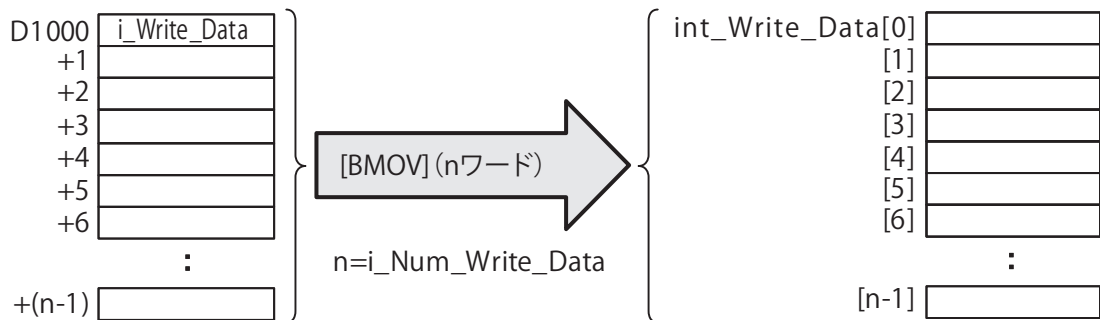 D1000 i_Write_Data
+1
+2
+3
+4
+5
+6
:
+(n-1)
[BMOV](nワード)
n=i_Num_Write_Data
int_Write_Data[0]
[1]
[2]
[3]
[4]
[5]
[6]
:
[n-1]